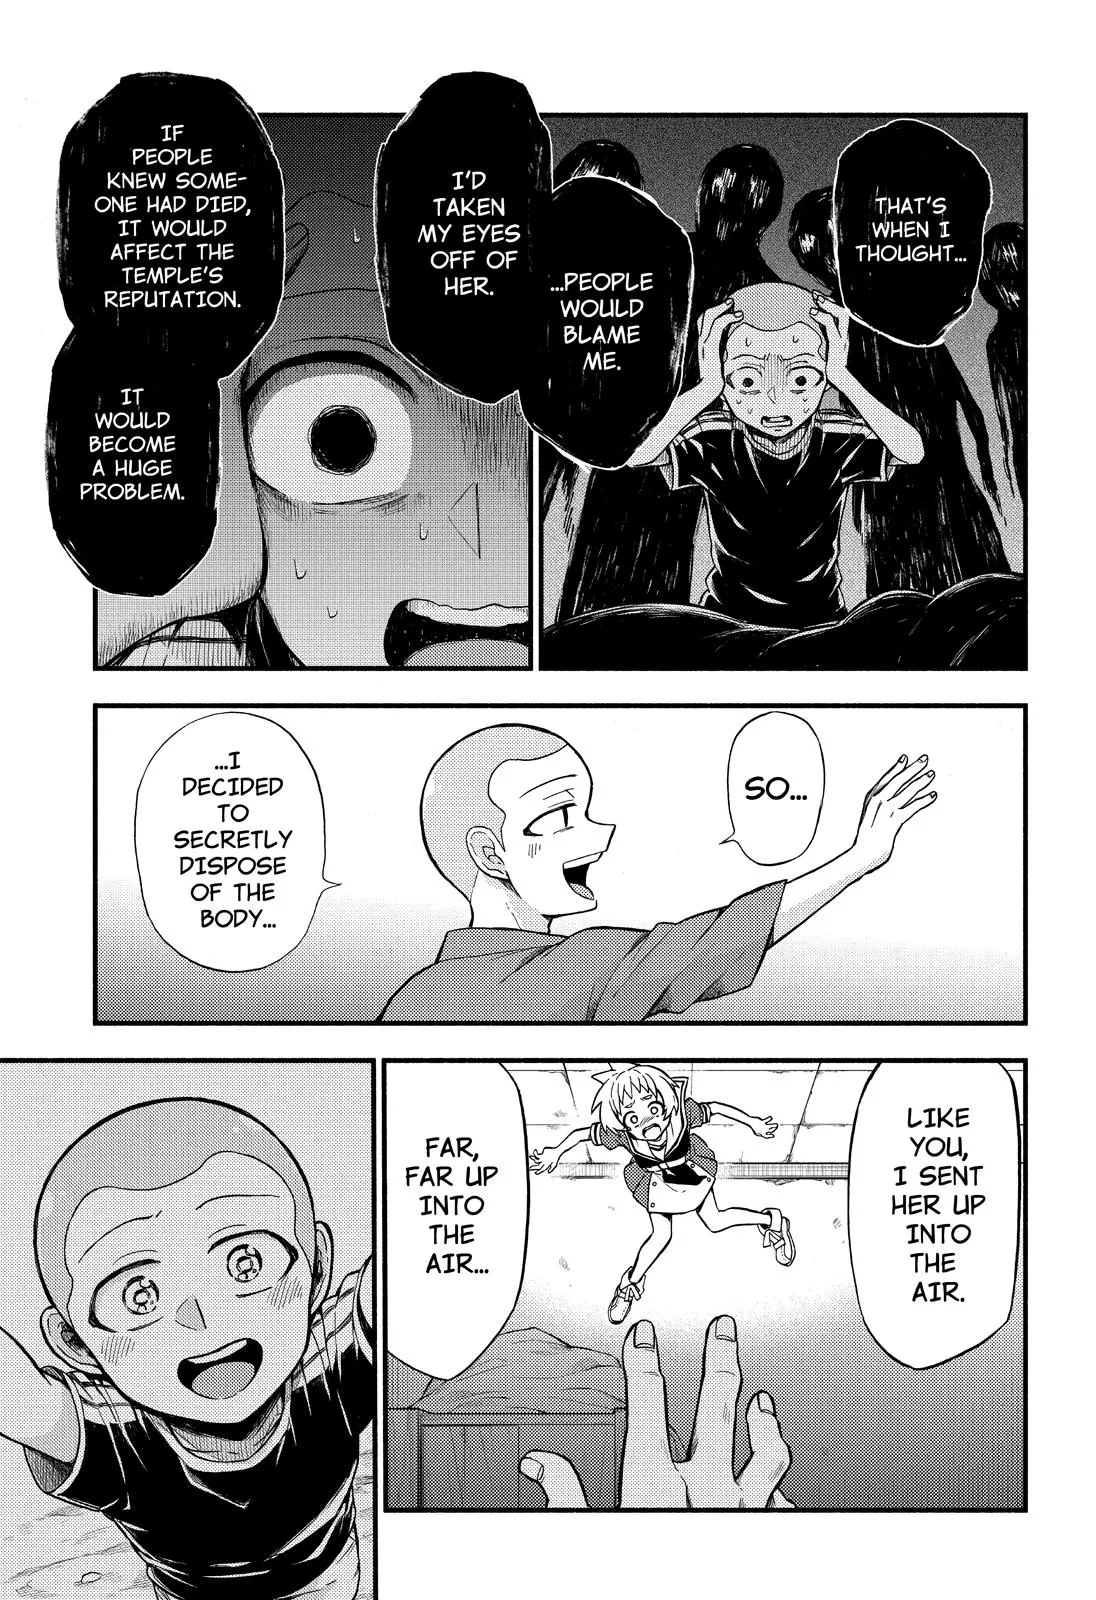 THAT'S
WHEN I
THOUGHT...
...PEOPLE
WOULD
BLAME
ME.
I'D
TAKEN
MY EYES
OFF OF
HER.
IF
PEOPLE
KNEW SOME-
ONE HAD DIED,
IT WOULD
AFFECT THE
TEMPLE'S
REPUTATION.
IT
WOULD
BECOME
A HUGE
PROBLEM.
SO...
...I
DECIDED
TO
SECRETLY
DISPOSE
OF THE
BODY...
LIKE
YOU,
I SENT
HER UP
INTO
THE
AIR.
FAR,
FAR UP
INTO
THE
AIR...